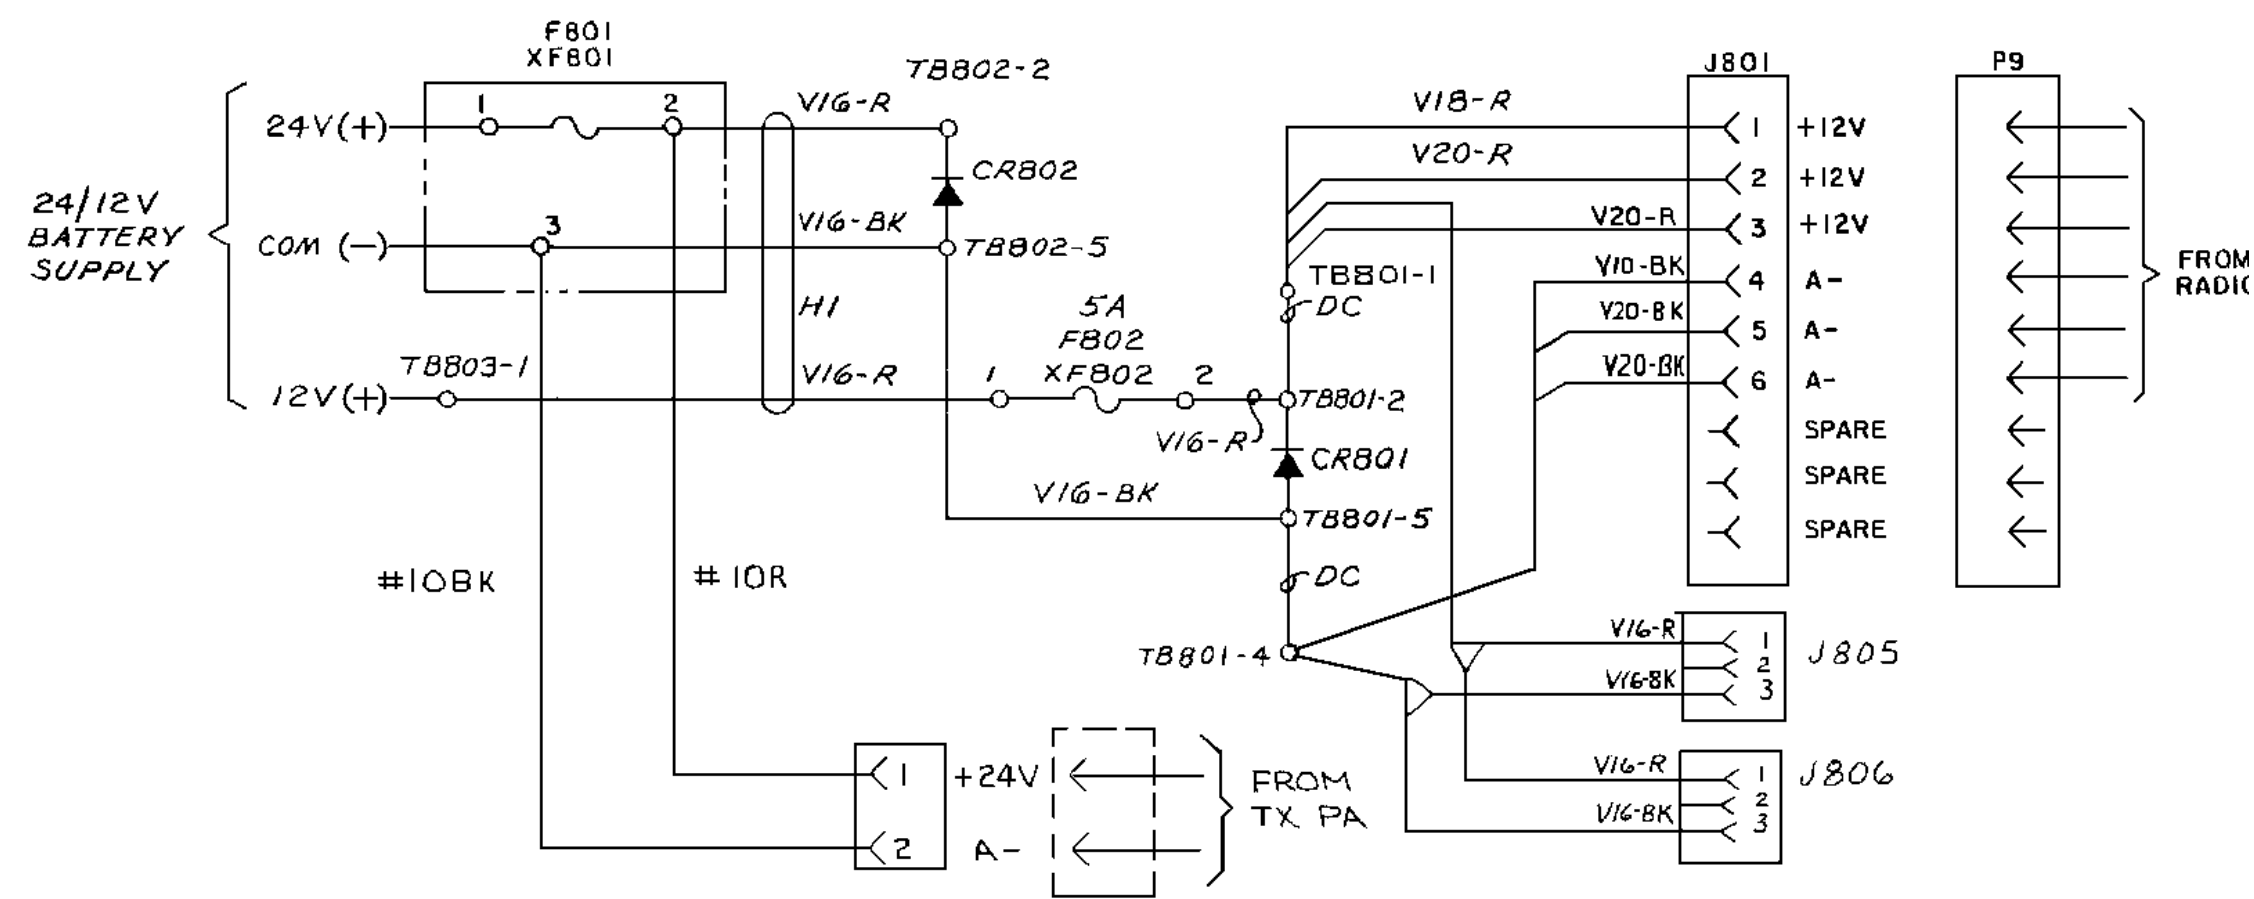 F801
XF801
TB802-2
J801
P9
24V(+)
1
2
V16-R
V18-R
1
+12V
CR802
V20-R
2
+12V
24/12V
BATTERY
SUPPLY
COM (-)
3
V16-BK
TB802-5
V20-R
3
+12V
TB801-1
V10-BK
4
A-
FROM
H1
5A
F802
XF802
DC
V20-BK
5
A-
TB803-1
V16-R
1
2
V20-BK
6
A-
12V(+)
TB801-2
V16-R
SPARE
CR801
SPARE
V16-BK
TB801-5
SPARE
#10BK
#10R
DC
TB801-4
V16-R
1
2
3
J805
V16-BK
1
+24V
FROM
TX PA
V16-R
1
2
3
J806
V16-BK
2
A-